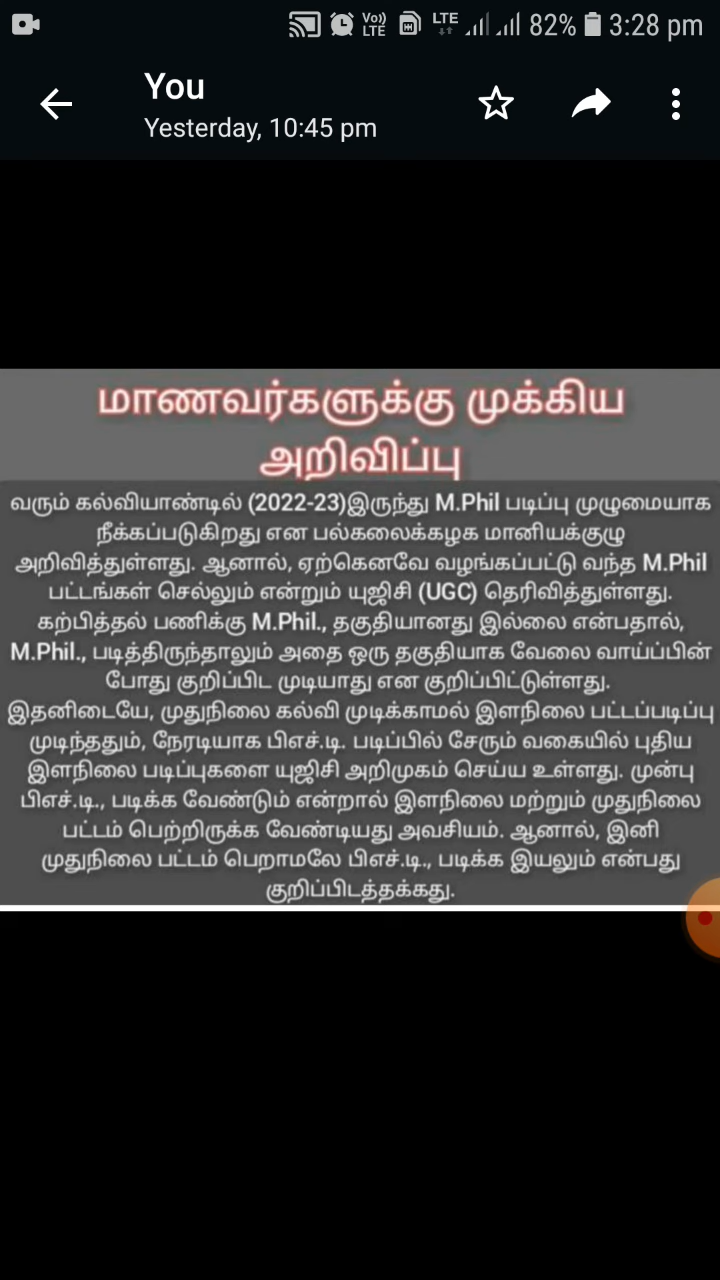 Vo))
LTE
LTE
82%
3:28 pm
You
Yesterday, 10:45 pm
மாணவர்களுக்கு முக்கிய
அறிவிப்பு
வரும் கல்வியாண்டில் (2022-23)இருந்து M.Phil படிப்பு முழுமையாக
நீக்கப்படுகிறது என பல்கலைக்கழக மானியக்குழு
அறிவித்துள்ளது. ஆனால், ஏற்கெனவே வழங்கப்பட்டு வந்த M.Phil
பட்டங்கள் செல்லும் என்றும் யுஜிசி (UGC) தெரிவித்துள்ளது.
கற்பித்தல் பணிக்கு M.Phil., தகுதியானது இல்லை என்பதால்,
M.Phil., படித்திருந்தாலும் அதை ஒரு தகுதியாக வேலை வாய்ப்பின்
போது குறிப்பிட முடியாது என குறிப்பிட்டுள்ளது.
இதனிடையே, முதுநிலை கல்வி முடிக்காமல் இளநிலை பட்டப்படிப்பு
முடிந்ததும், நேரடியாக பிஎச்.டி. படிப்பில் சேரும் வகையில் புதிய
இளநிலை படிப்புகளை யுஜிசி அறிமுகம் செய்ய உள்ளது. முன்பு
பிஎச்.டி., படிக்க வேண்டும் என்றால் இளநிலை மற்றும் முதுநிலை
பட்டம் பெற்றிருக்க வேண்டியது அவசியம். ஆனால், இனி
முதுநிலை பட்டம் பெறாமலே பிஎச்.டி., படிக்க இயலும் என்பது
குறிப்பிடத்தக்கது.